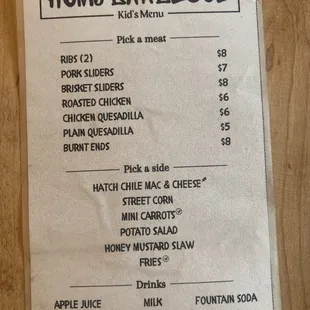 Kid's Menu
Pick a meat
RIBS (2) $8
PORK SLIDERS $7
BRISKET SLIDERS $8
ROASTED CHICKEN $6
CHICKEN QUESADILLA $6
PLAIN QUESADILLA $5
BURNT ENDS $8
Pick a side
HATCH CHILE MAC & CHEESE
STREET CORN
MINI CARROTS
POTATO SALAD
HONEY MUSTARD SLAW
FRIES
Drinks
APPLE JUICE MILK FOUNTAIN SODA